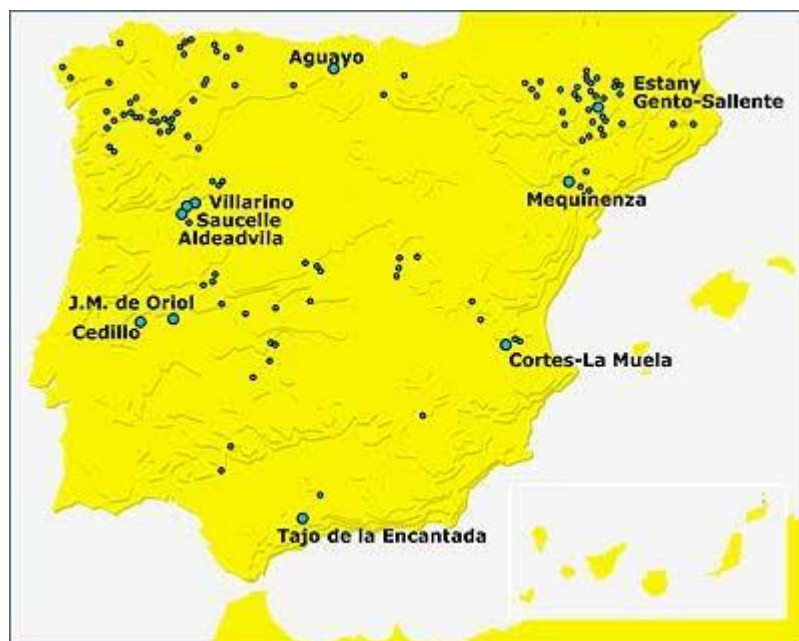 Aguayo
Estany
Gento-Sallente
Mequinenza
Villarino
Saucelle
Aldeadvila
J.M. de Oriol
Cedillo
Cortes-La Muela
Tajo de la Encantada